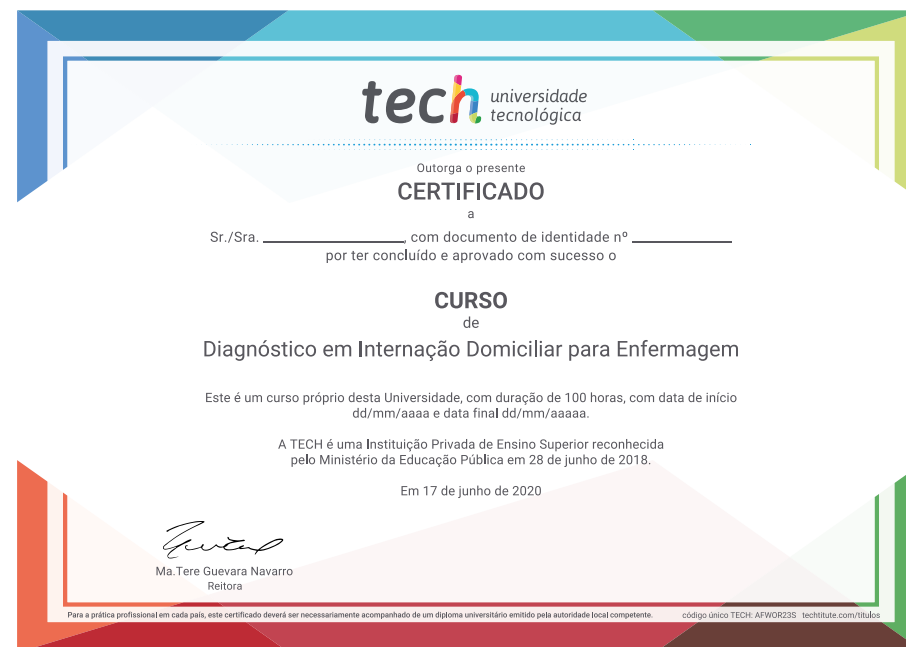 tech universidade
tecnológica
Outorga o presente
CERTIFICADO
a
Sr./Sra. ____________, com documento de identidade nº ____________
por ter concluído e aprovado com sucesso o
CURSO
de
Diagnóstico em Internação Domiciliar para Enfermagem
Este é um curso próprio desta Universidade, com duração de 100 horas, com data de início
dd/mm/aaaa e data final dd/mm/aaaaa.
A TECH é uma Instituição Privada de Ensino Superior reconhecida
pelo Ministério da Educação Pública em 28 de junho de 2018.
Em 17 de junho de 2020
Ma.Tere Guevara Navarro
Reitora
Para a prática profissional em cada país, este certificado deverá ser necessariamente acompanhado de um diploma universitário emitido pela autoridade local competente. código único TECH: AFWOR23S techtitute.com/titulos